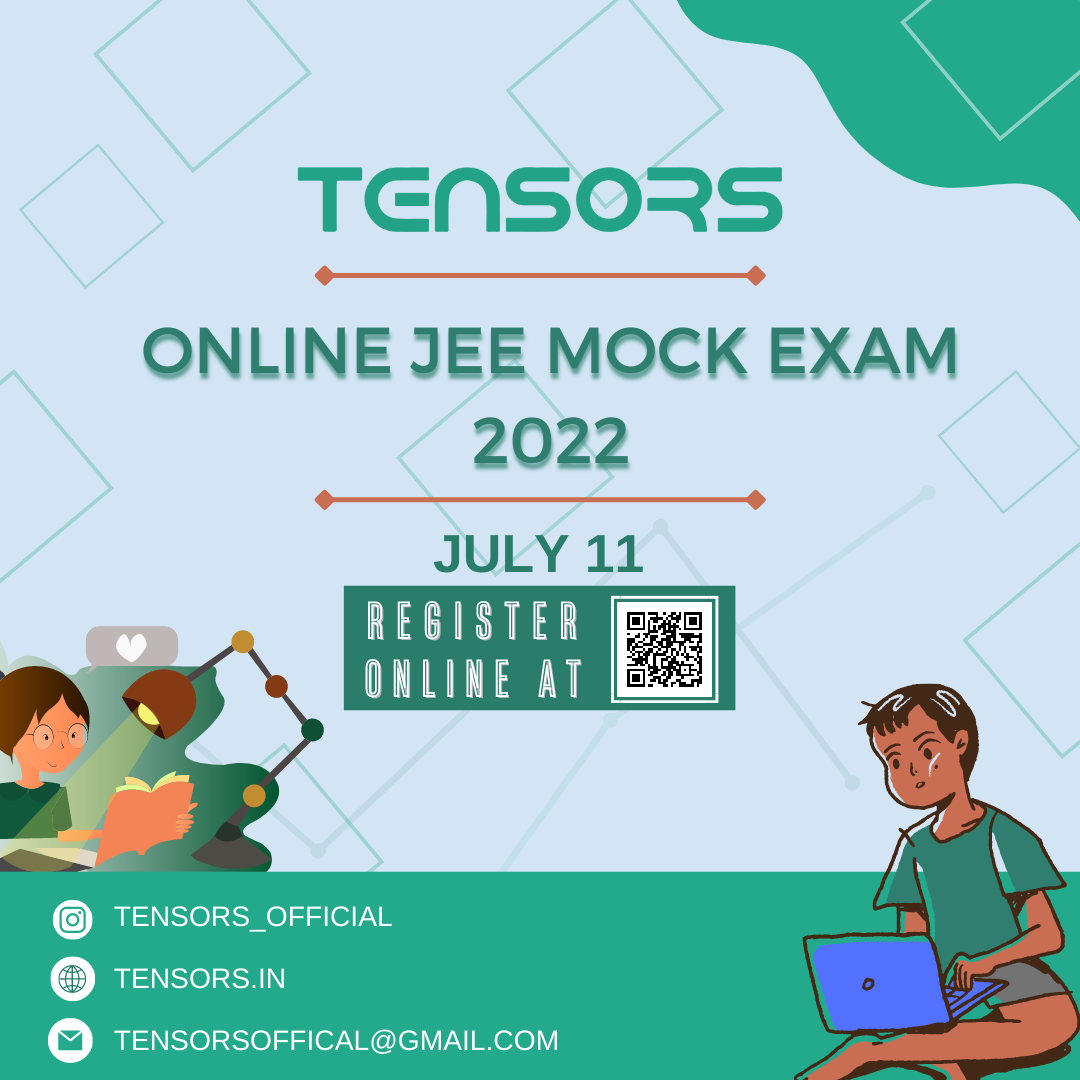 TENSORS
ONLINE JEE MOCK EXAM
2022
JULY 11
REGISTER
ONLINE AT
TENSORS_OFFICIAL
TENSORS.IN
TENSORSOFFICAL@GMAIL.COM